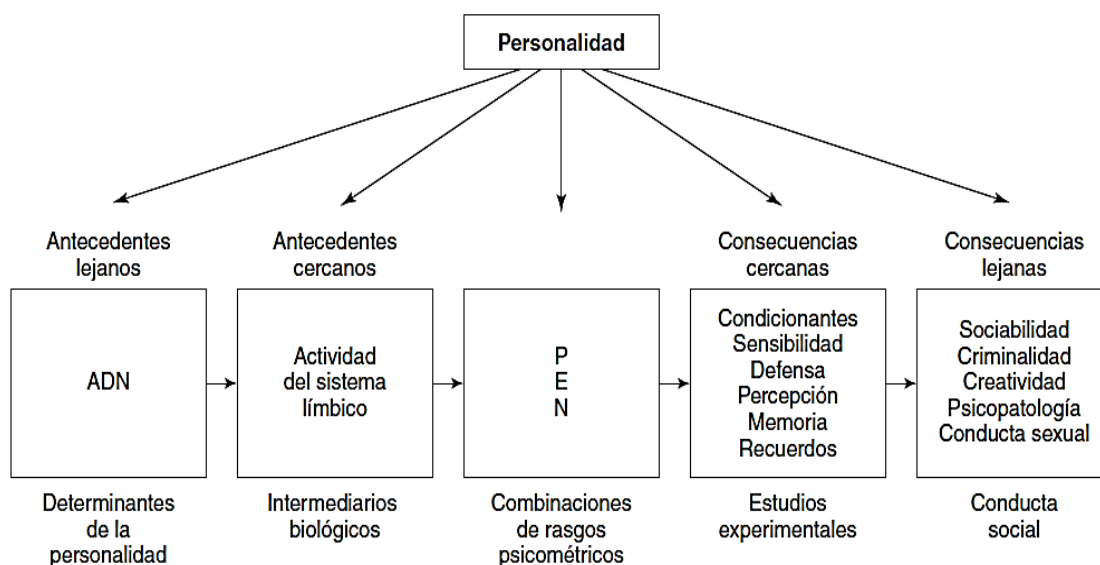 Personalidad
Antecedentes
lejanos
Antecedentes
cercanos
Consecuencias
cercanas
Consecuencias
lejanas
ADN
Actividad
del sistema
límbico
P
E
N
Condicionantes
Sensibilidad
Defensa
Percepción
Memoria
Recuerdos
Sociabilidad
Criminalidad
Creatividad
Psicopatología
Conducta sexual
Determinantes
de la
personalidad
Intermediarios
biológicos
Combinaciones
de rasgos
psicométricos
Estudios
experimentales
Conducta
social